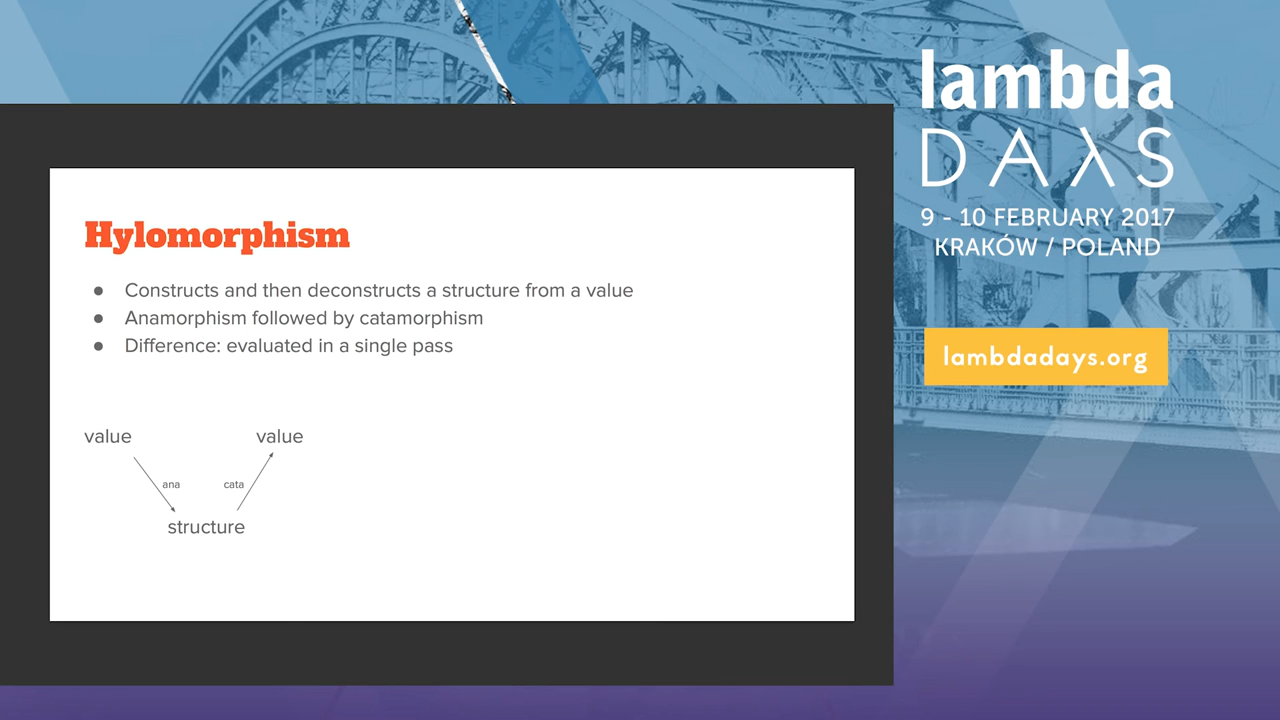 Hylomorphism
● Constructs and then deconstructs a structure from a value
● Anamorphism followed by catamorphism
● Difference: evaluated in a single pass
value value
ana cata
structure
lambda
DAλS
9 - 10 FEBRUARY 2017
KRAKÓW / POLAND
lambdadays.org